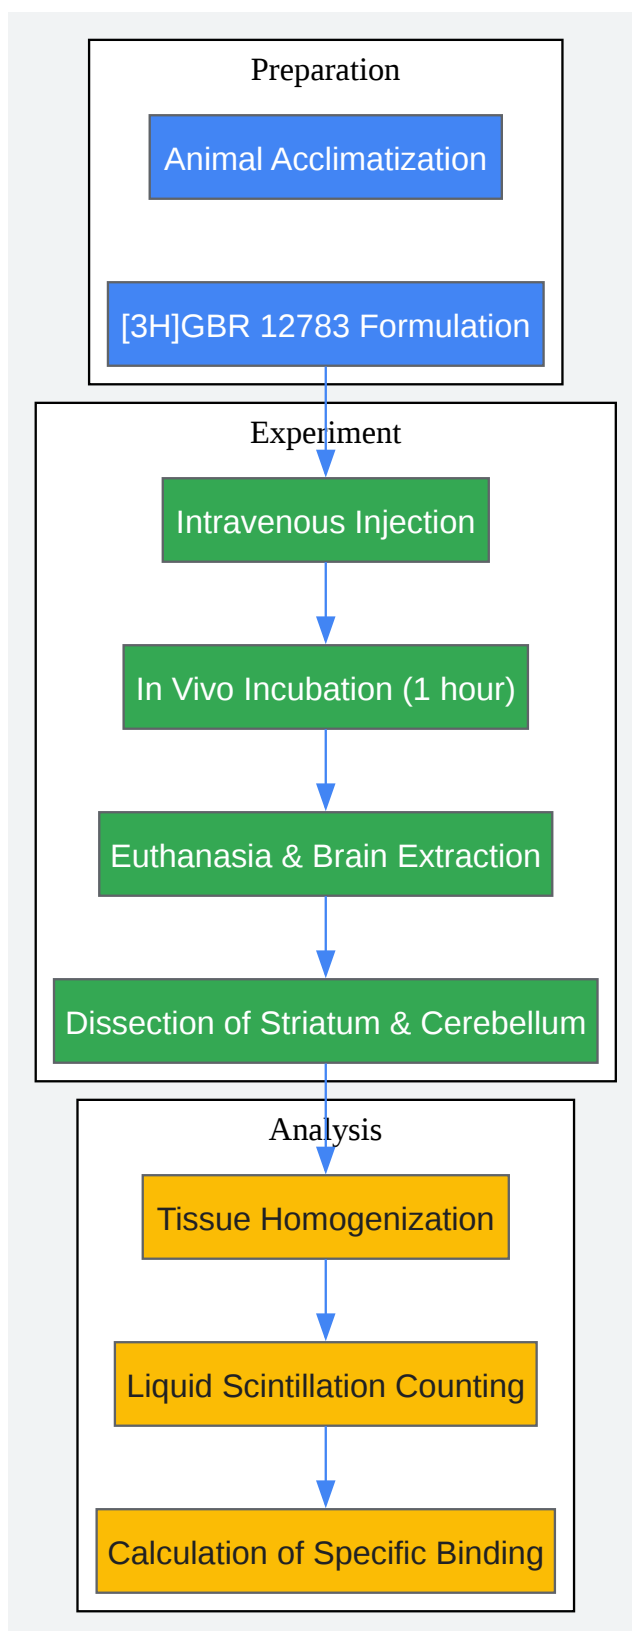 Preparation
Animal Acclimatization
[3H]GBR 12783 Formulation
Experiment
Intravenous Injection
In Vivo Incubation (1 hour)
Euthanasia & Brain Extraction
Dissection of Striatum & Cerebellum
Analysis
Tissue Homogenization
Liquid Scintillation Counting
Calculation of Specific Binding